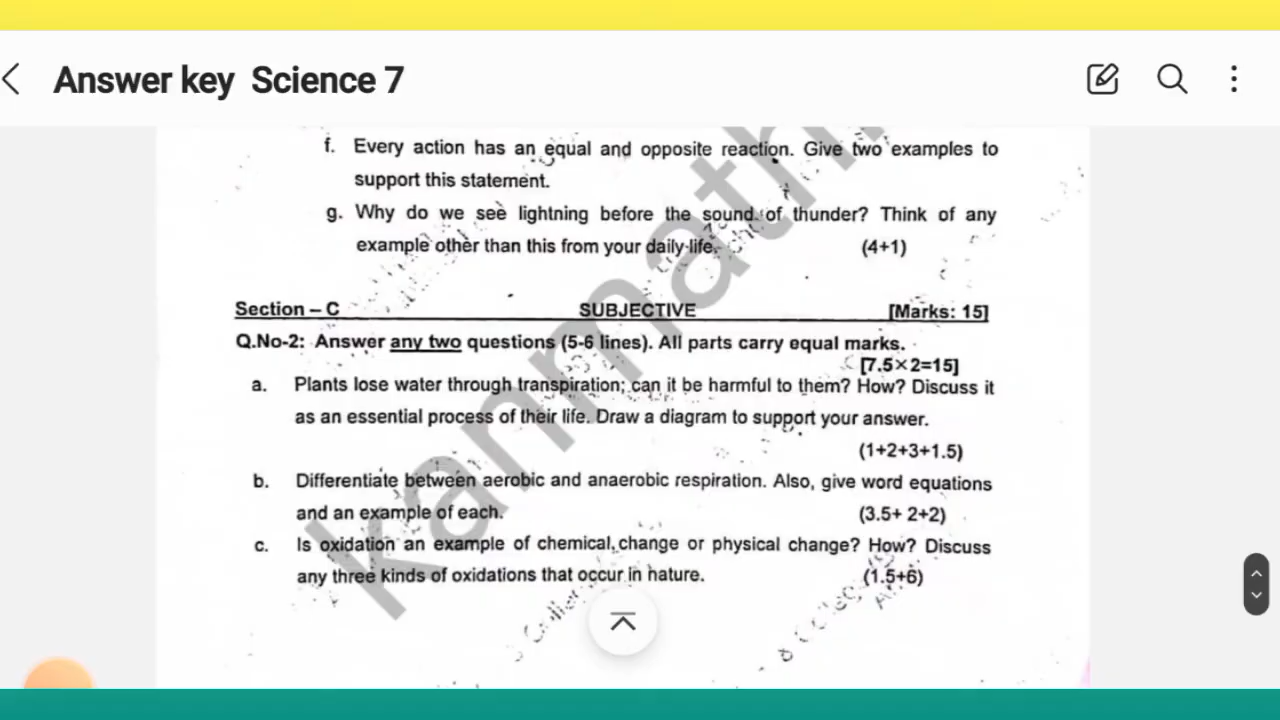 Answer key Science 7
f. Every action has an equal and opposite reaction. Give two examples to
support this statement.
g. Why do we see lightning before the sound of thunder? Think of any
example other than this from your daily life. (4+1)
Section – C SUBJECTIVE [Marks: 15]
Q.No-2: Answer any two questions (5-6 lines). All parts carry equal marks.
[7.5×2=15]
a. Plants lose water through transpiration; can it be harmful to them? How? Discuss it
as an essential process of their life. Draw a diagram to support your answer.
(1+2+3+1.5)
b. Differentiate between aerobic and anaerobic respiration. Also, give word equations
and an example of each. (3.5+ 2+2)
c. Is oxidation an example of chemical change or physical change? How? Discuss
any three kinds of oxidations that occur in nature. (1.5+6)